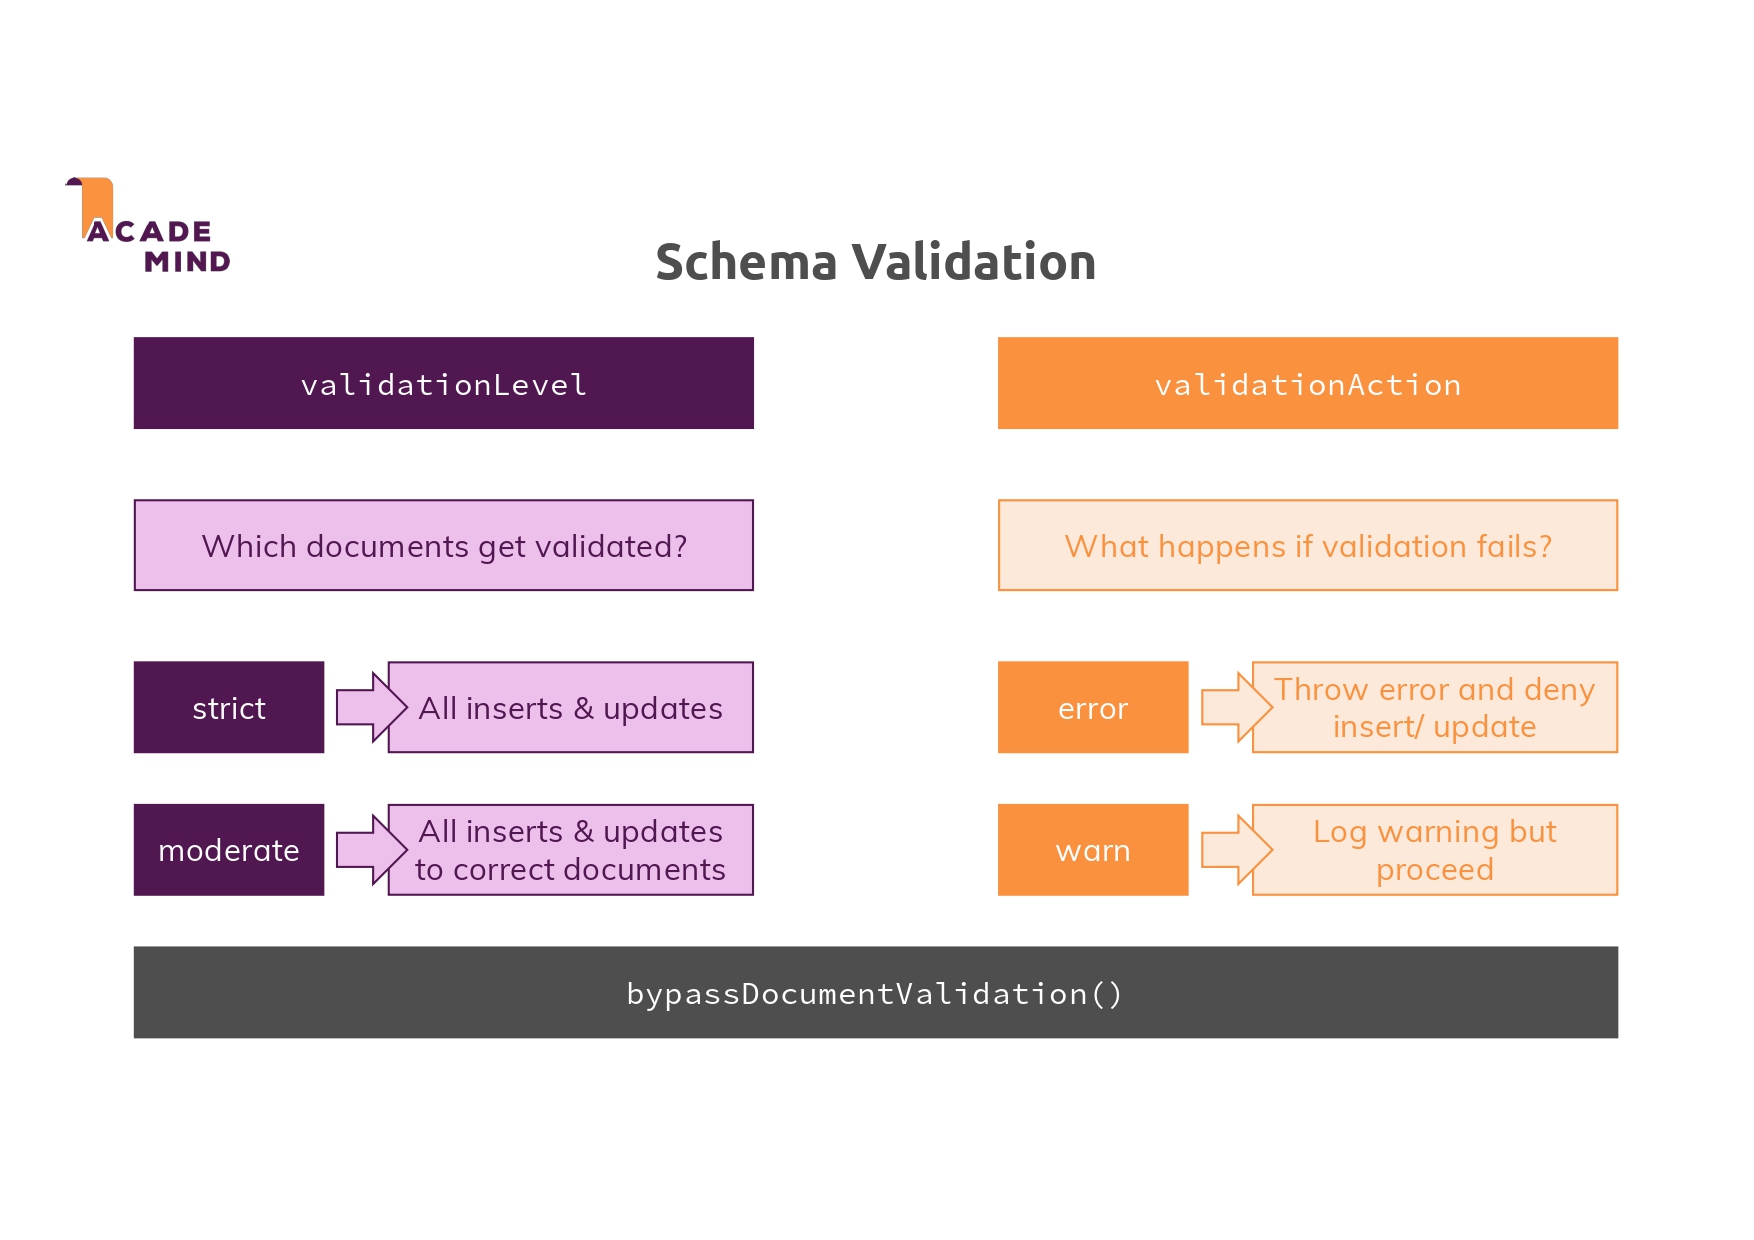 ACADE
MIND
Schema Validation
validationLevel
validationAction
Which documents get validated?
What happens if validation fails?
strict
All inserts & updates
error
Throw error and deny
insert/ update
moderate
All inserts & updates
to correct documents
warn
Log warning but
proceed
bypassDocumentValidation()